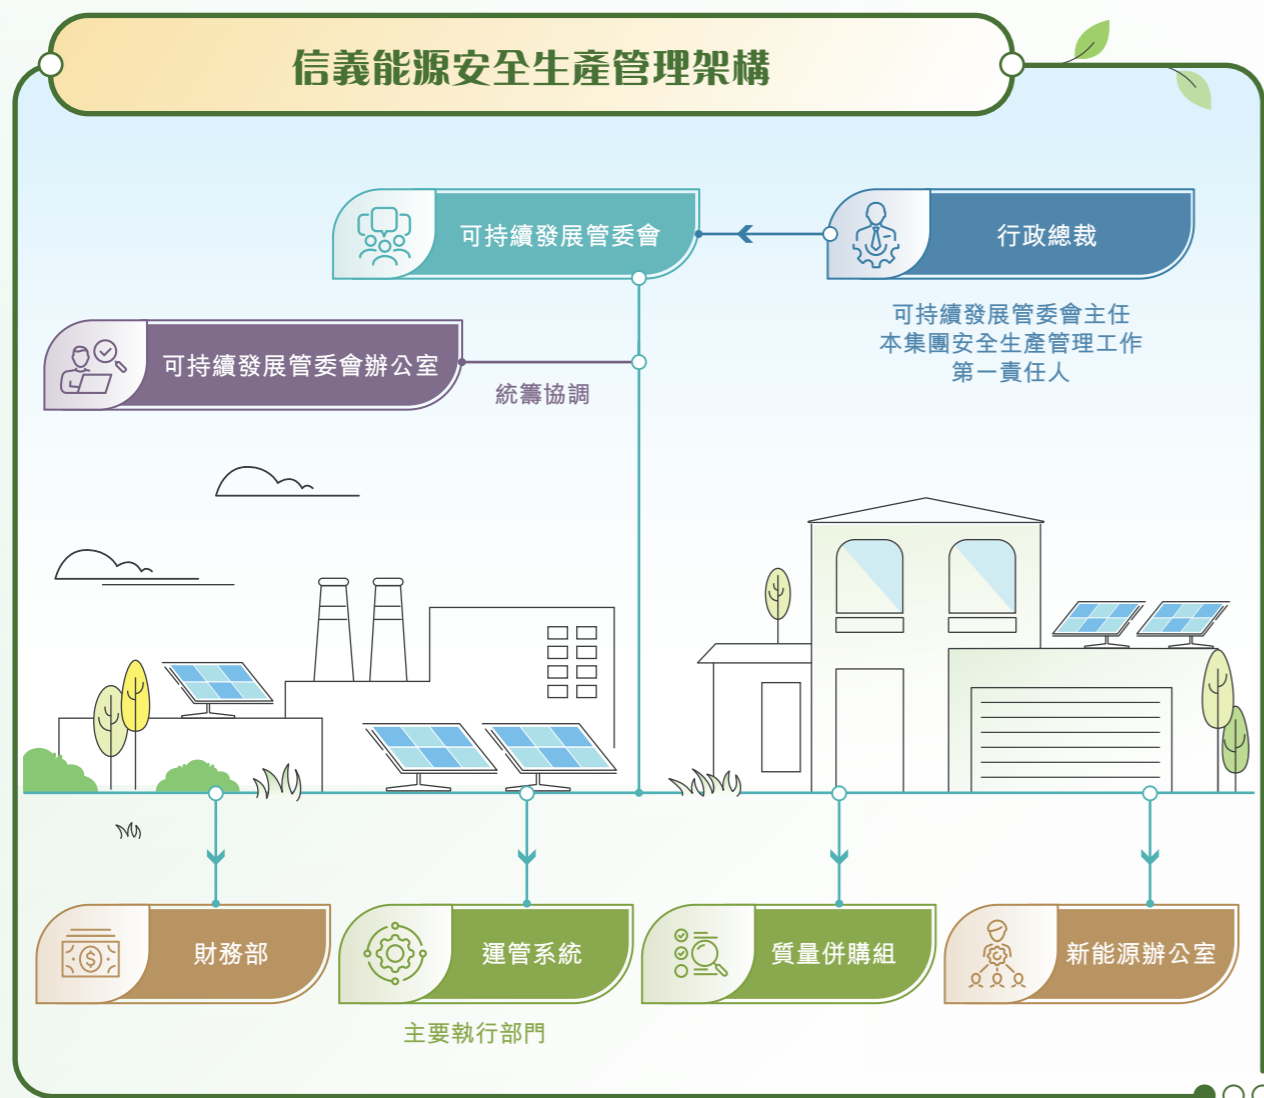 信義能源安全生產管理架構
可持續發展管委會
行政總裁
可持續發展管委會主任
本集團安全生產管理工作
第一責任人
可持續發展管委會辦公室
統籌協調
財務部
運管系統
質量併購組
新能源辦公室
主要執行部門